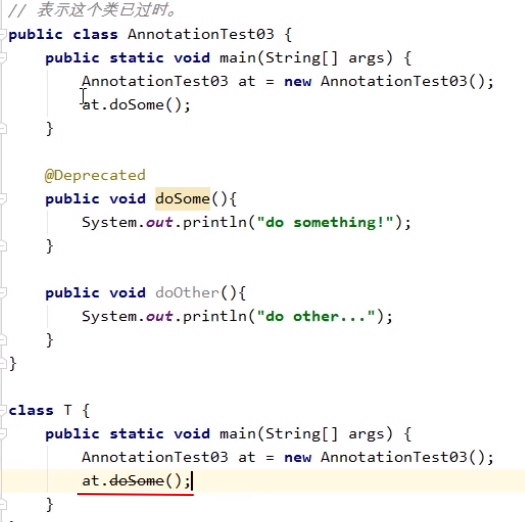 // 表示这个类已过时。
public class AnnotationTest03 {
    public static void main(String[] args) {
        AnnotationTest03 at = new AnnotationTest03();
        at.doSome();
    }

    @Deprecated
    public void doSome(){
        System.out.println("do something!");
    }

    public void doOther(){
        System.out.println("do other...");
    }
}

class T {
    public static void main(String[] args) {
        AnnotationTest03 at = new AnnotationTest03();
        at.doSome();
    }